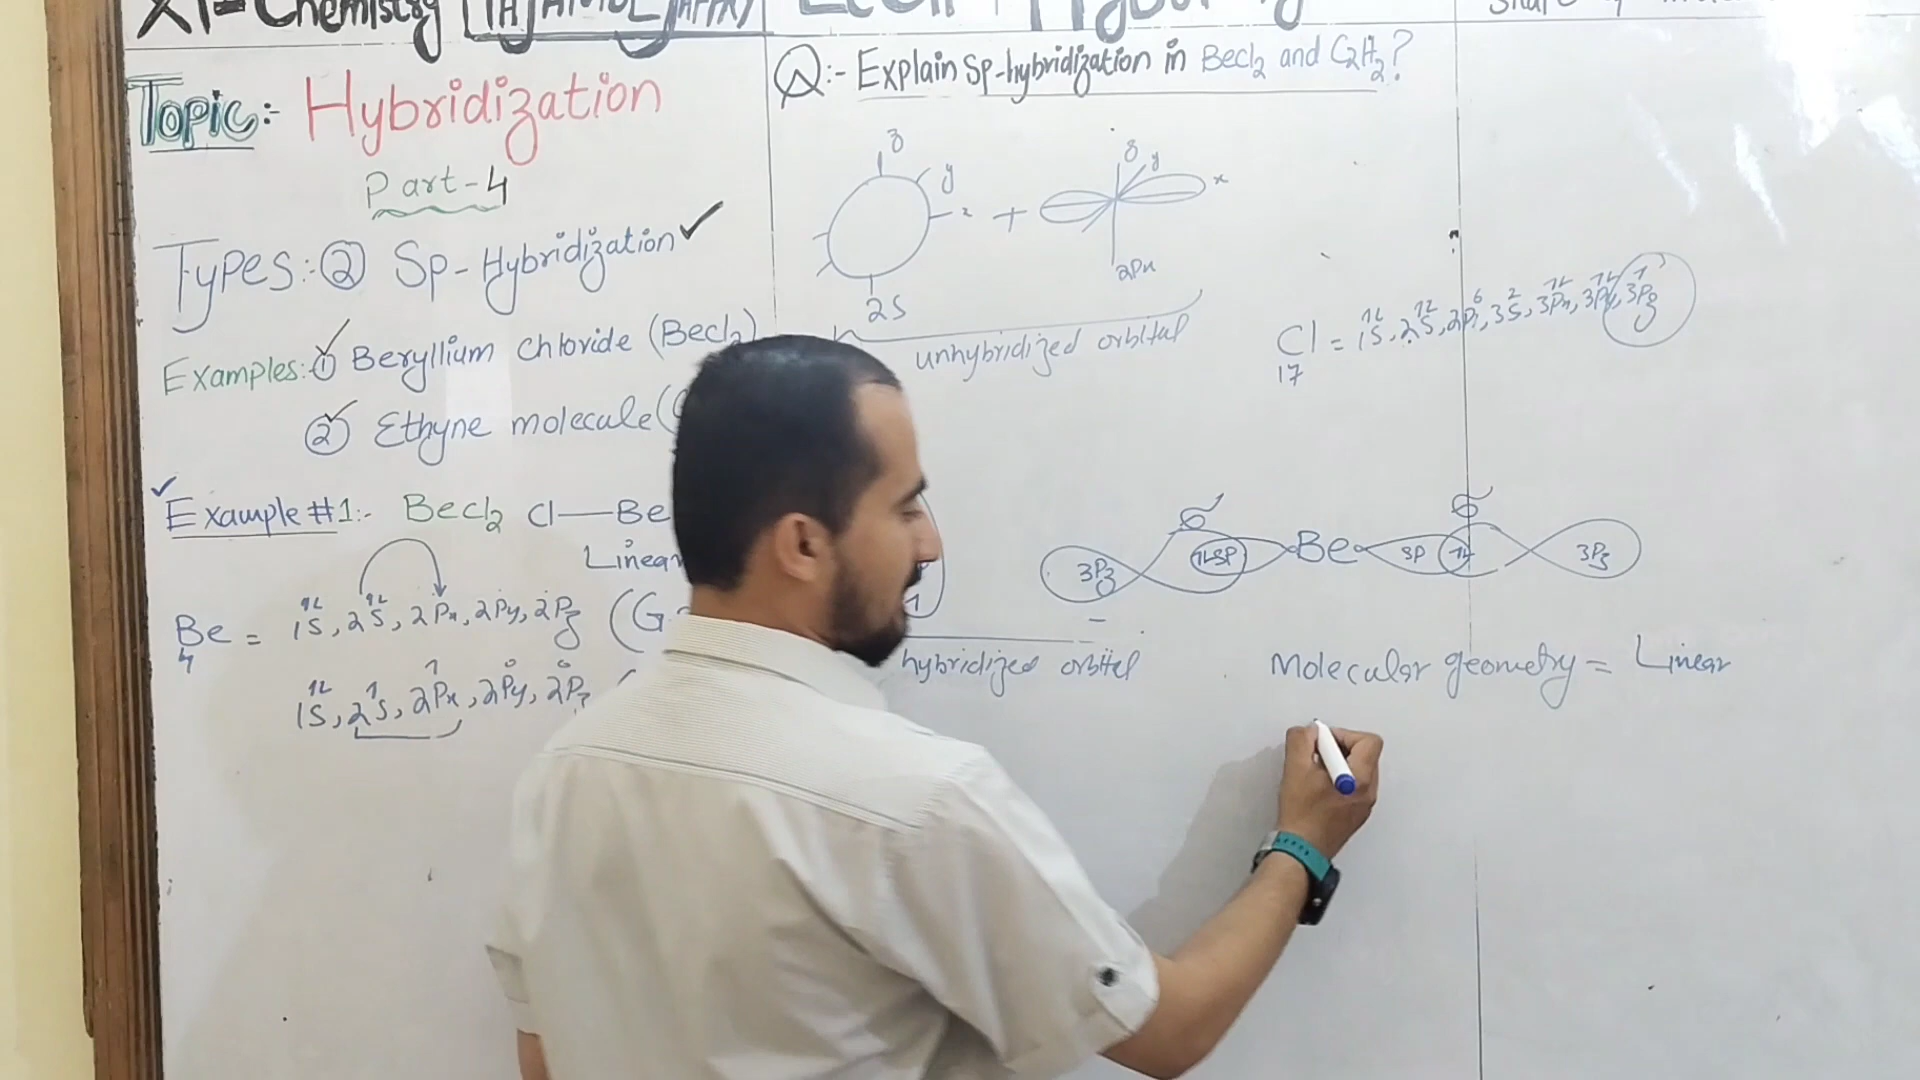 XI - Chemistry
Topic:- Hybridization
Part-4
Types:- ② Sp-Hybridization ✓
Examples:- ① Beryllium chloride (Becl2)
② Ethyne molecule (
Example #1:- Becl2 Cl—Be
Linear
Be = 1S, 2S, 2Px, 2Py, 2Pz (G
4
1S, 2S, 2Px, 2Py, 2Pz (
Q:- Explain Sp-hybridization in Becl2 and C2H2?
z y x + z y x
2S 2Px
unhybridized orbital
hybridized orbital
Cl = 1S, 2S, 2P, 3S, 3Px, 3Py, 3Pz
17
σ σ
3Pz SP Be SP 3Pz
Molecular geometry = Linear